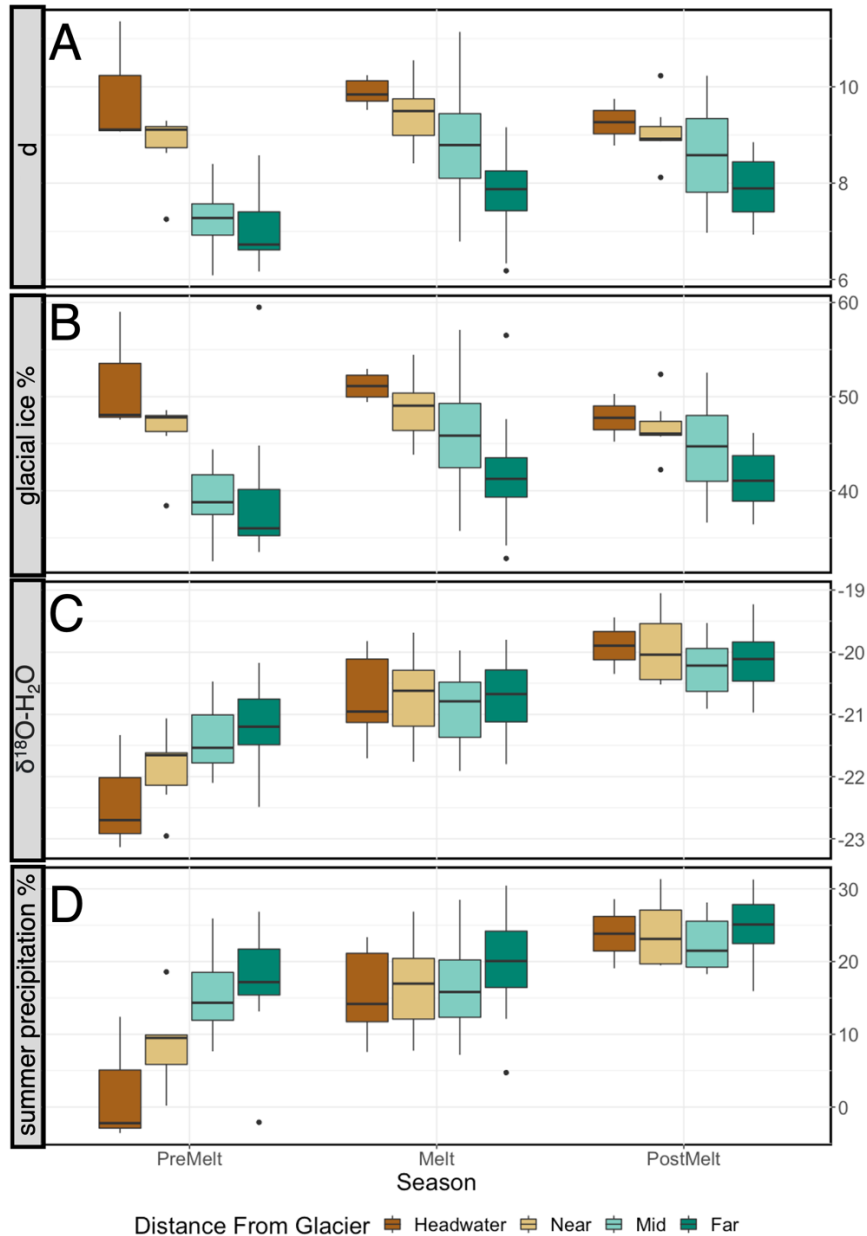 A
d
10
8
6
B
glacial ice %
60
50
40
C
δ¹⁸O-H₂O
-19
-20
-21
-22
-23
D
summer precipitation %
30
20
10
0
PreMelt Melt PostMelt
Season
Distance From Glacier Headwater Near Mid Far